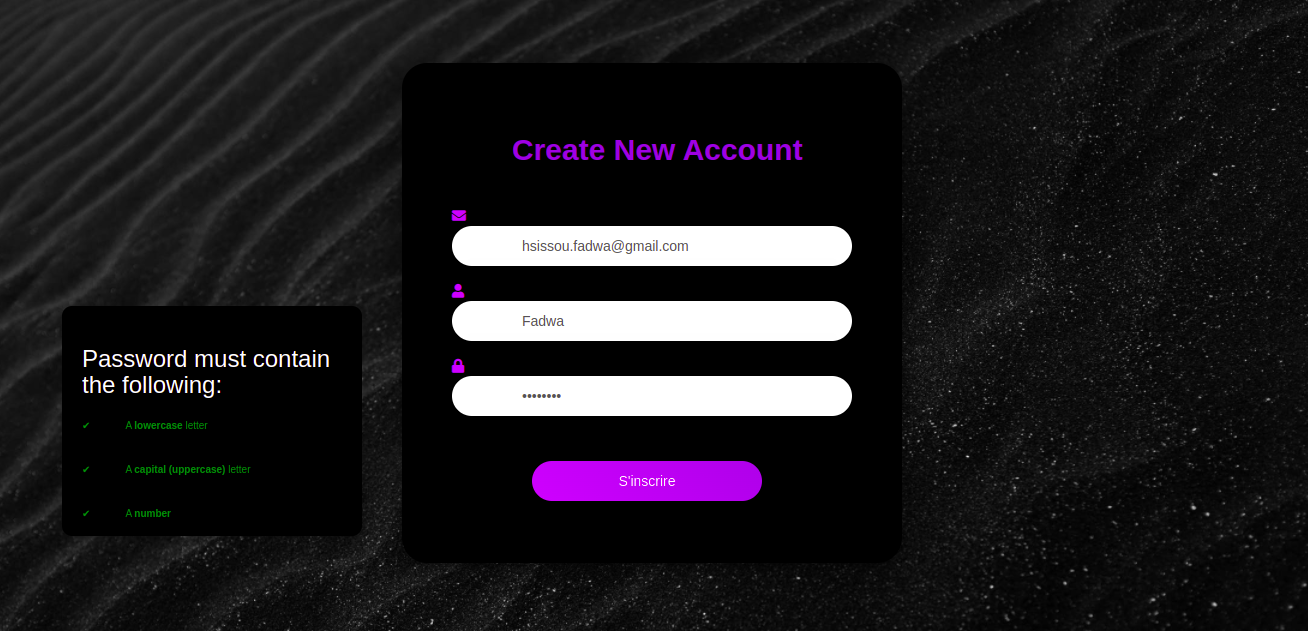 Create New Account
hsissou.fadwa@gmail.com
Fadwa
••••••••
S'inscrire
Password must contain
the following:
✔ A lowercase letter
✔ A capital (uppercase) letter
✔ A number